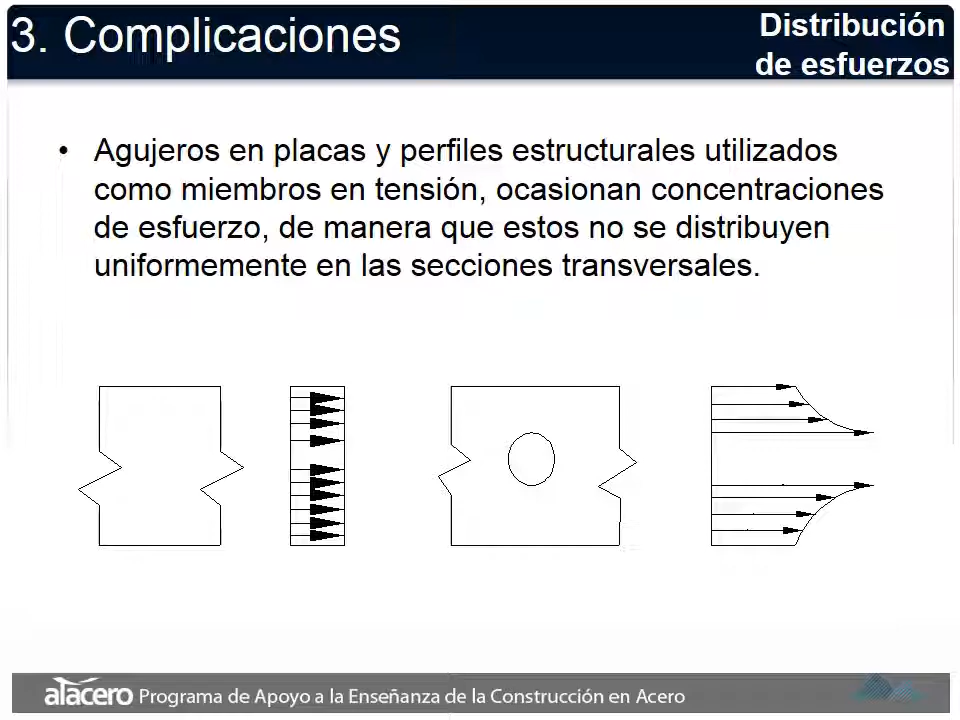 3. Complicaciones
Distribución
de esfuerzos
• Agujeros en placas y perfiles estructurales utilizados
como miembros en tensión, ocasionan concentraciones
de esfuerzo, de manera que estos no se distribuyen
uniformemente en las secciones transversales.
alacero Programa de Apoyo a la Enseñanza de la Construcción en Acero